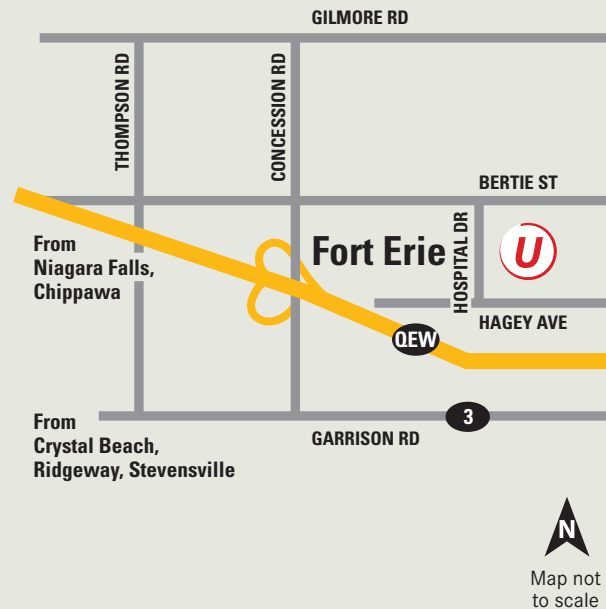 GILMORE RD
THOMPSON RD
CONCESSION RD
BERTIE ST
From
Niagara Falls,
Chippawa
Fort Erie
HOSPITAL DR
U
HAGEY AVE
QEW
From
Crystal Beach,
Ridgeway, Stevensville
3
GARRISON RD
N
Map not
to scale